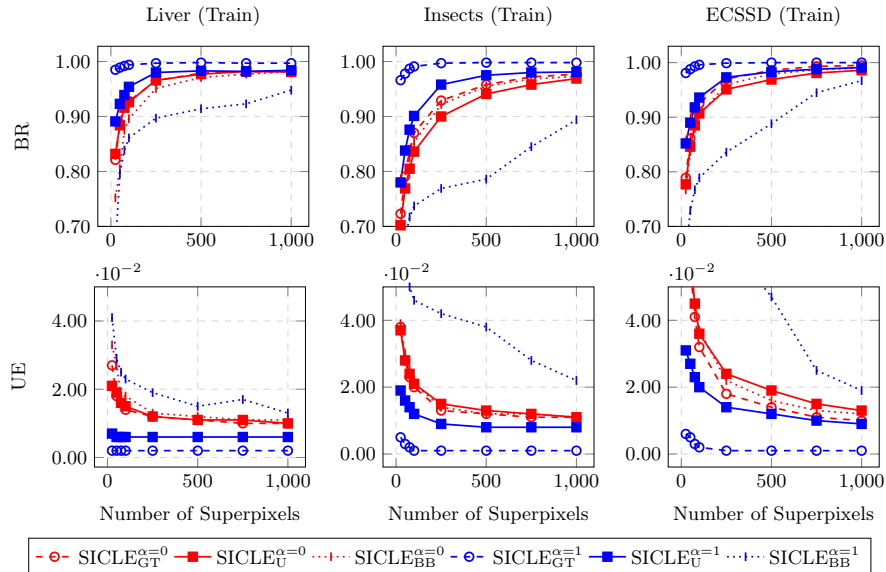 Liver (Train) Insects (Train) ECSSD (Train)
BR
1.00 1.00 1.00
0.90 0.90 0.90
0.80 0.80 0.80
0.70 0.70 0.70
0 500 1,000 0 500 1,000 0 500 1,000
·10⁻² ·10⁻² ·10⁻²
UE
4.00 4.00 4.00
2.00 2.00 2.00
0.00 0.00 0.00
0 500 1,000 0 500 1,000 0 500 1,000
Number of Superpixels Number of Superpixels Number of Superpixels
SICLE_GT^α=0 SICLE_U^α=0 SICLE_BB^α=0 SICLE_GT^α=1 SICLE_U^α=1 SICLE_BB^α=1